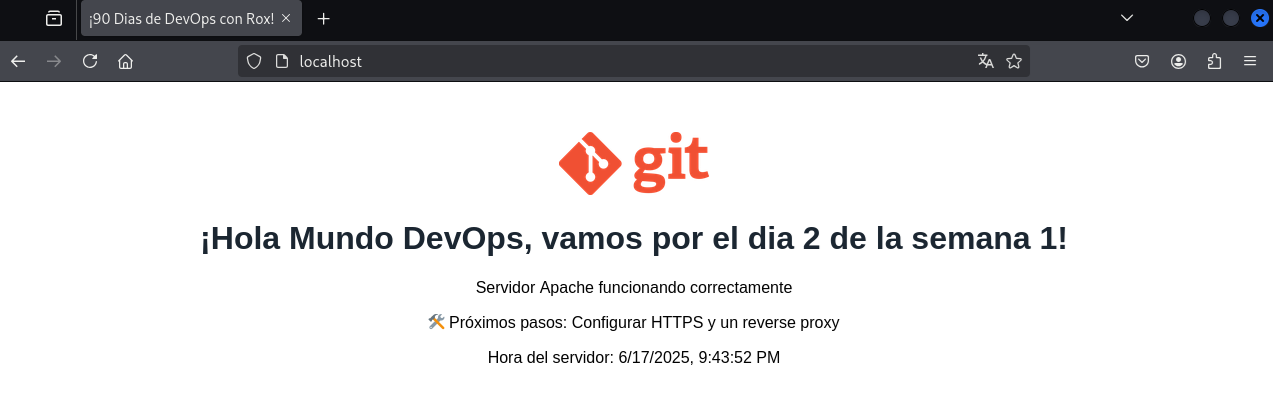 ¡90 Dias de DevOps con Rox!
localhost
git
¡Hola Mundo DevOps, vamos por el dia 2 de la semana 1!
Servidor Apache funcionando correctamente
🛠️ Próximos pasos: Configurar HTTPS y un reverse proxy
Hora del servidor: 6/17/2025, 9:43:52 PM